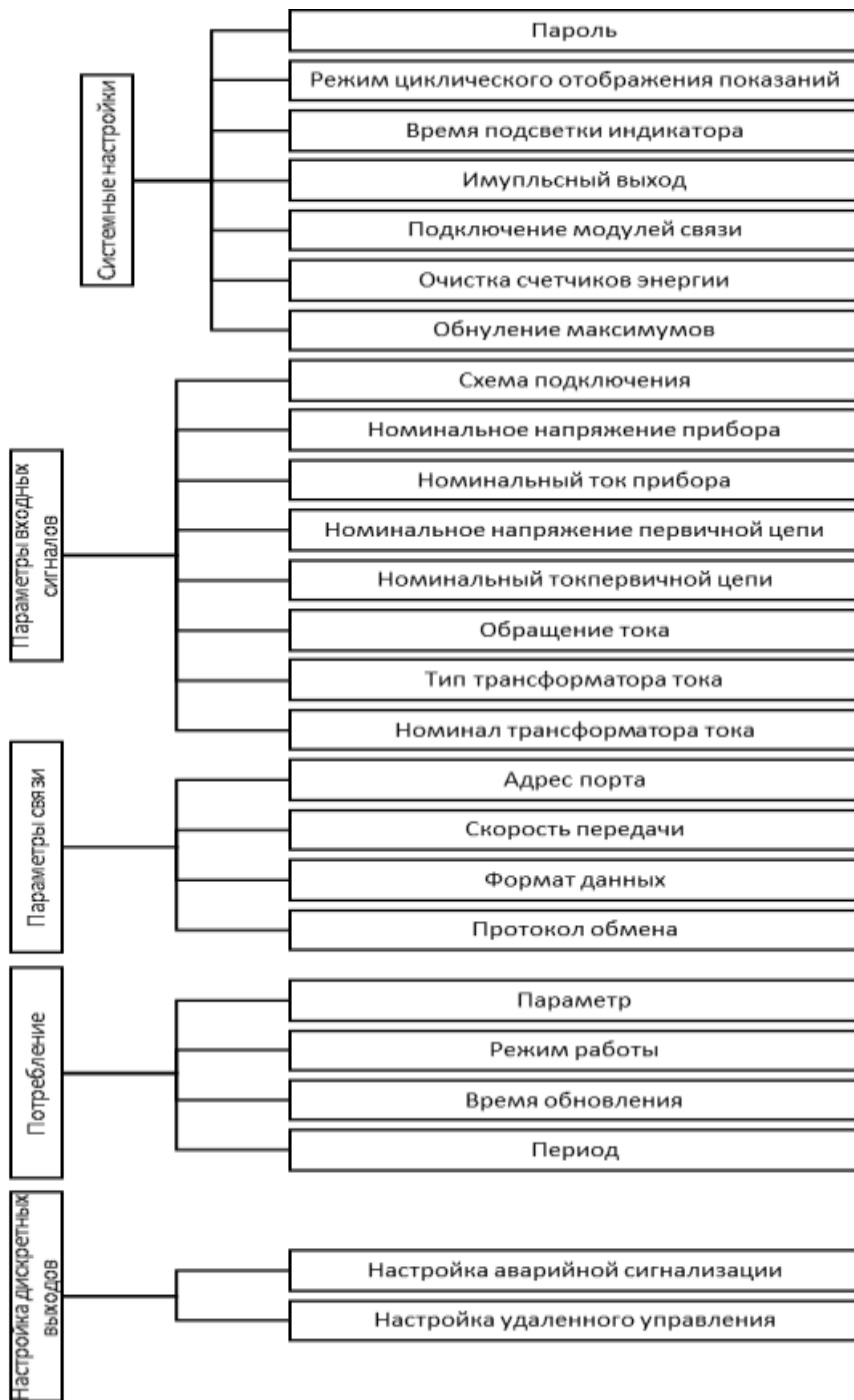 Системные настройки
Пароль
Режим циклического отображения показаний
Время подсветки индикатора
Имупльсный выход
Подключение модулей связи
Очистка счетчиков энергии
Обнуление максимумов
Параметры входных
сигналов
Схема подключения
Номинальное напряжение прибора
Номинальный ток прибора
Номинальное напряжение первичной цепи
Номинальный токпервичной цепи
Обращение тока
Тип трансформатора тока
Номинал трансформатора тока
Параметры связи
Адрес порта
Скорость передачи
Формат данных
Протокол обмена
Потребление
Параметр
Режим работы
Время обновления
Период
Настройка дискретных
выходов
Настройка аварийной сигнализации
Настройка удаленного управления